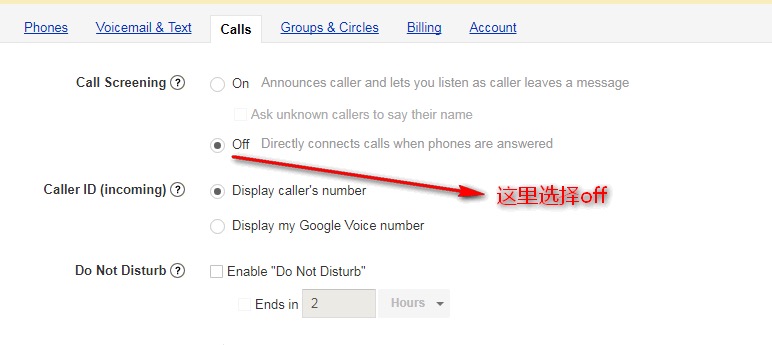 Phones Voicemail & Text Calls Groups & Circles Billing Account
Call Screening ? On Announces caller and lets you listen as caller leaves a message
Ask unknown callers to say their name
Off Directly connects calls when phones are answered
Caller ID (incoming) ? Display caller's number
这里选择off
Display my Google Voice number
Do Not Disturb ? Enable "Do Not Disturb"
Ends in 2 Hours